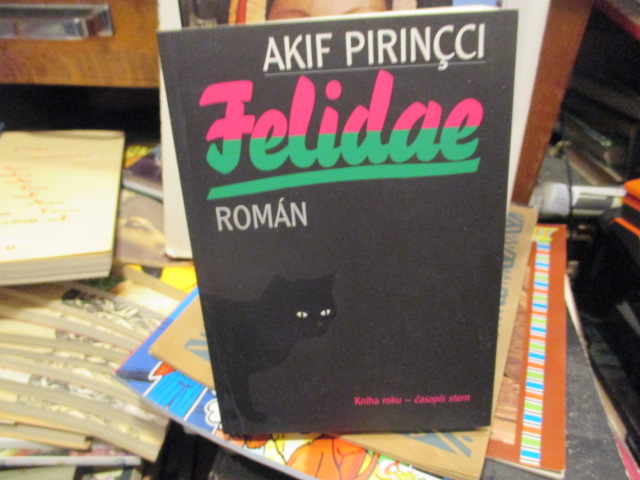 AKIF PIRINÇCI
Felidae
ROMÁN
Kniha roku – časopis stern